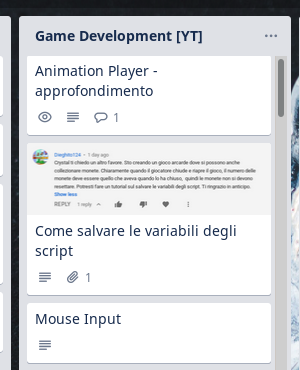 Game Development [YT]
Animation Player -
approfondimento
1
1 day ago
Crystal ti chiedo un altro favore. Sto creando un gioco arcade dove si possono anche
collezionare monete. Chiaramente quando il giocatore chiude e riapre il gioco, il numero delle
monete deve essere quello che aveva quando lo ha chiuso, quindi le monete non si devono
resettare. Potresti fare un tutorial sul salvare le variabili degli script. Ti ringrazio in anticipo.
Show less
REPLY 1 reply
Come salvare le variabili degli
script
1
Mouse Input